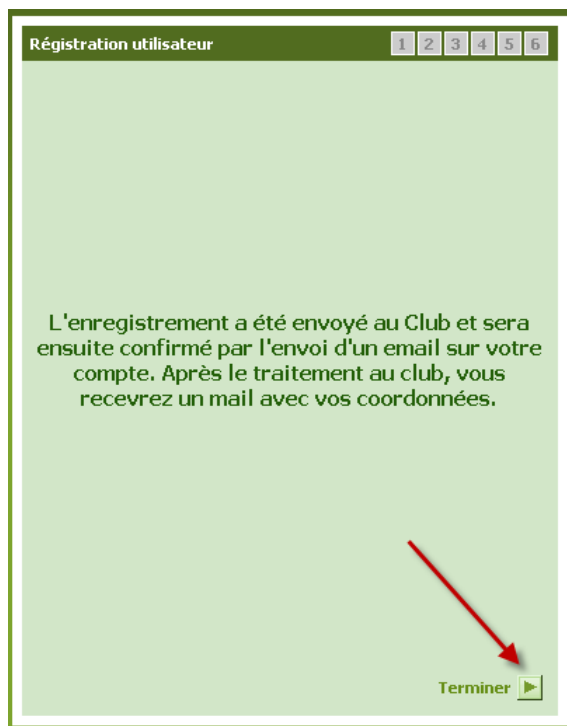 Régistration utilisateur 1 2 3 4 5 6
L'enregistrement a été envoyé au Club et sera
ensuite confirmé par l'envoi d'un email sur votre
compte. Après le traitement au club, vous
recevrez un mail avec vos coordonnées.
Terminer